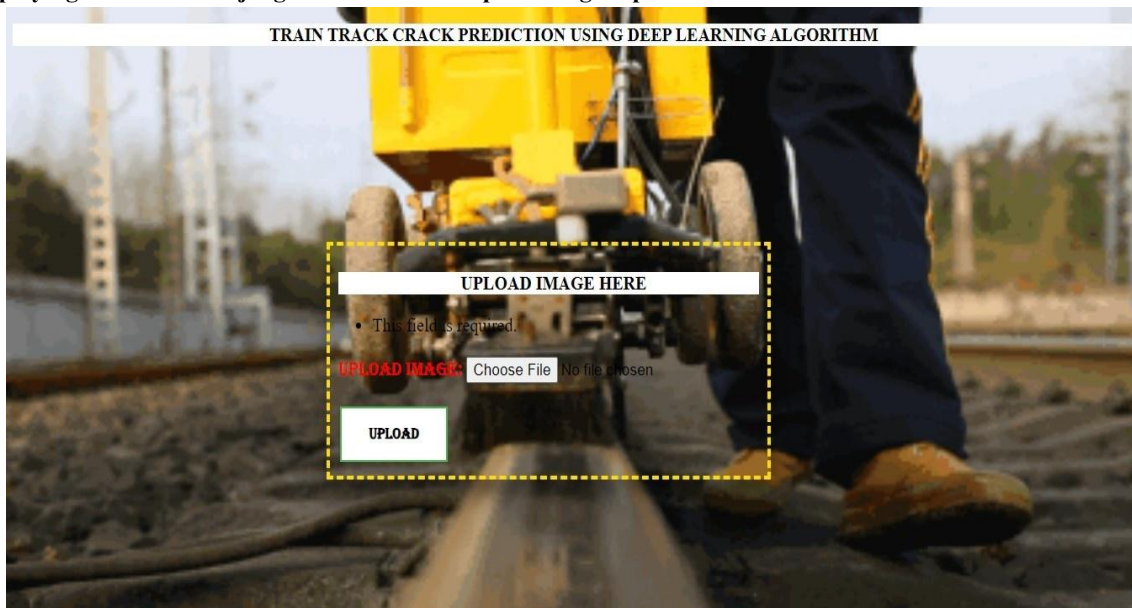 TRAIN TRACK CRACK PREDICTION USING DEEP LEARNING ALGORITHM
UPLOAD IMAGE HERE
• This field is required.
UPLOAD IMAGE: Choose File No file chosen
UPLOAD